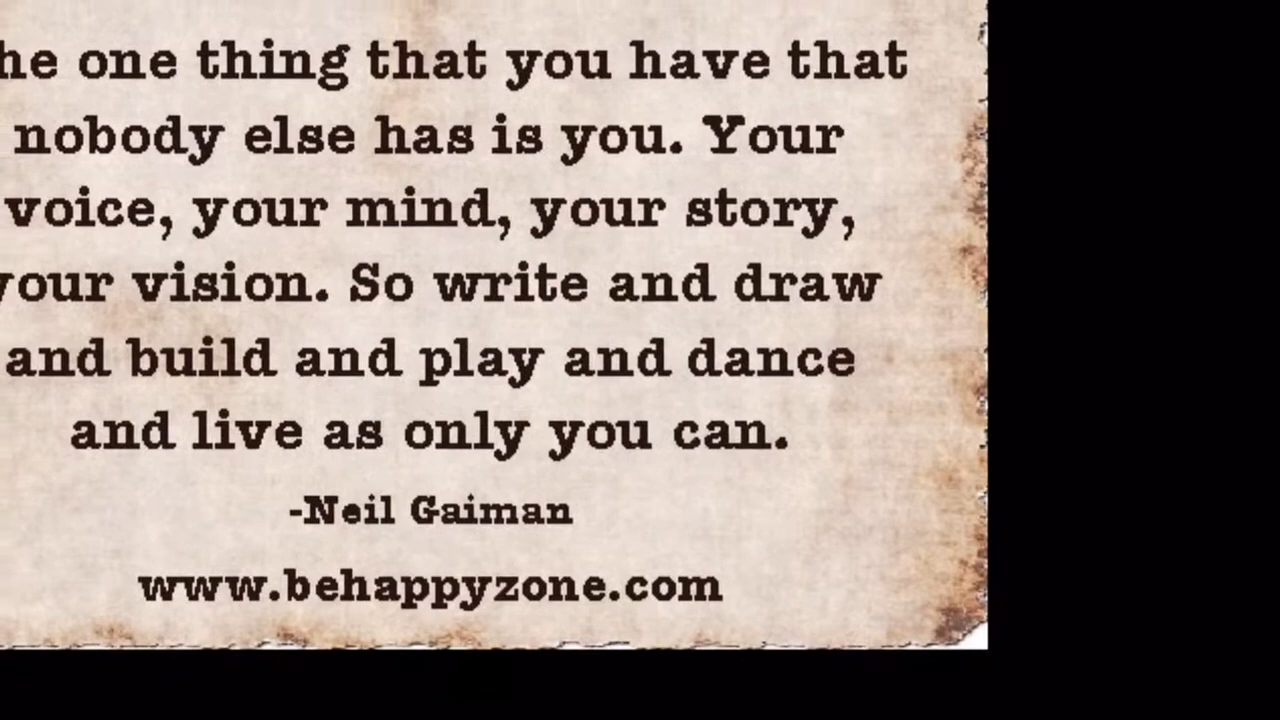 he one thing that you have that
nobody else has is you. Your
voice, your mind, your story,
your vision. So write and draw
and build and play and dance
and live as only you can.
-Neil Gaiman
www.behappyzone.com